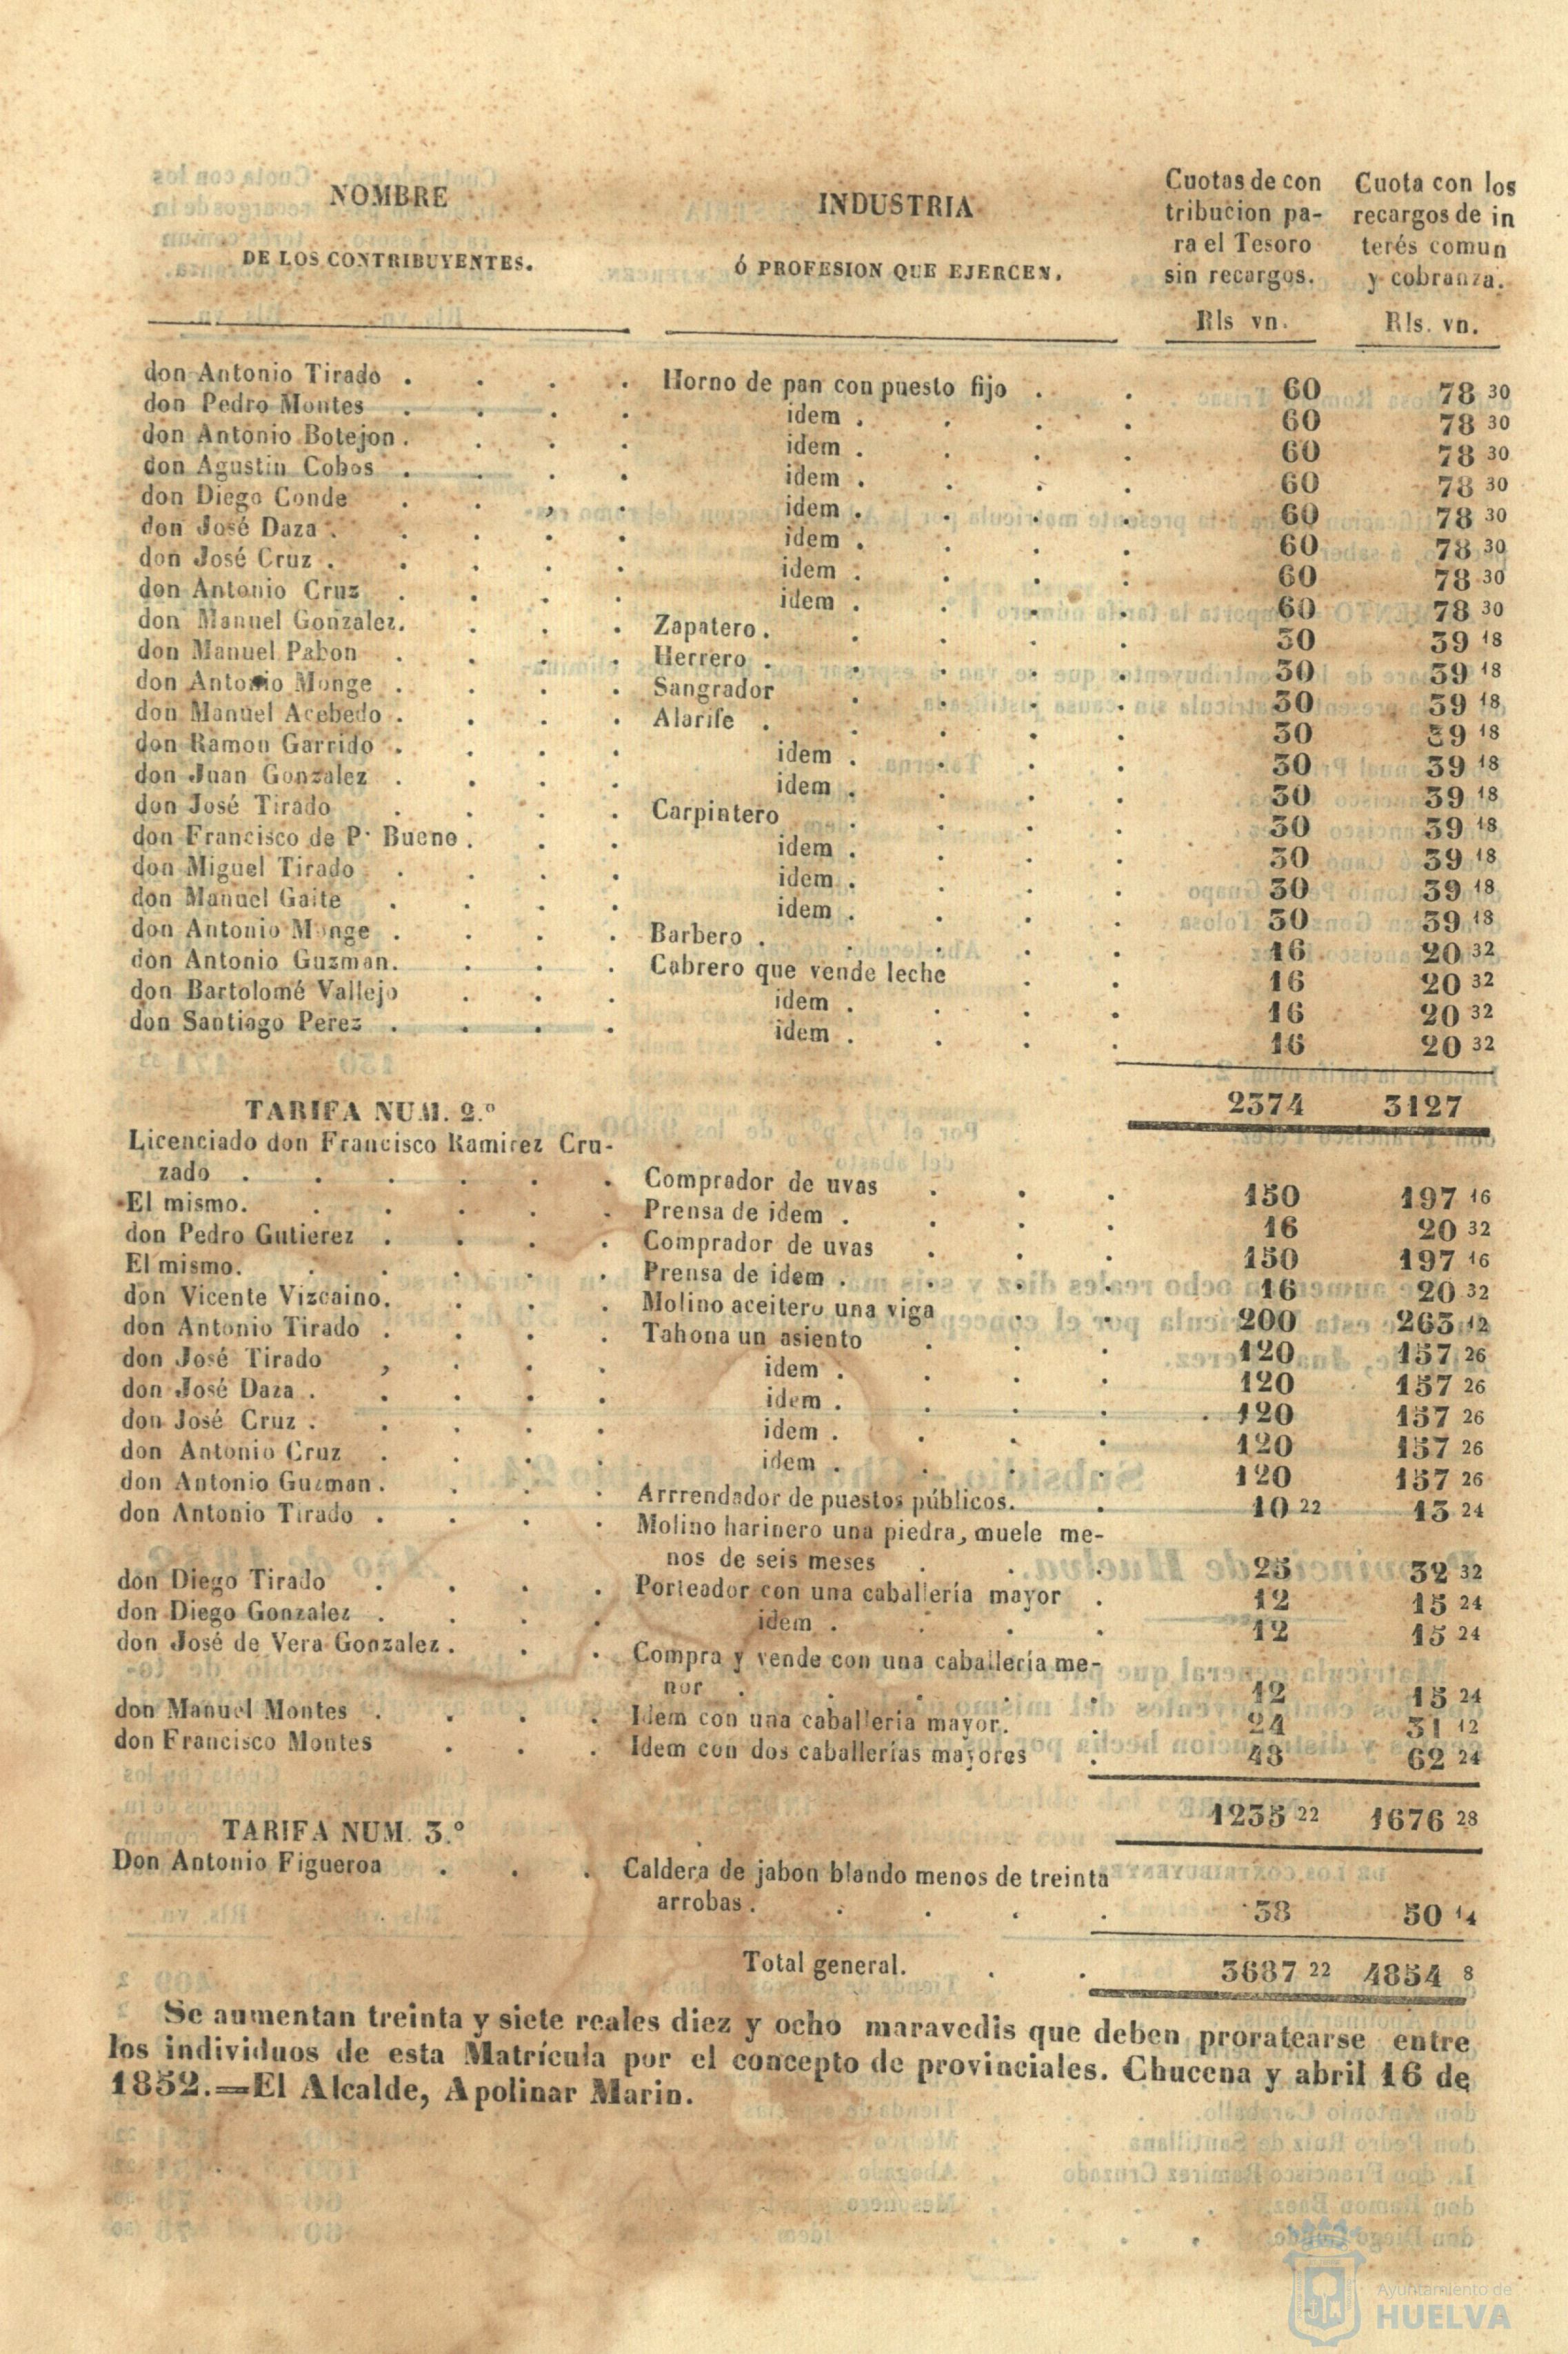 NOMBRE
DE LOS CONTRIBUYENTES.
INDUSTRIA
Ó PROFESION QUE EJERCEN.
Cuotas de con
tribucion pa-
ra el Tesoro
sin recargos.
Rls vn.
Cuota con los
recargos de in
terés comun
y cobranza.
Rls. vn.
don Antonio Tirado . . . . Horno de pan con puesto fijo . . 60 78 30
don Pedro Montes . . . . idem . . . . 60 78 30
don Antonio Botejon . . . . idem . . . . 60 78 30
don Agustin Cobos . . . . idem . . . . 60 78 30
don Diego Conde . . , . idem . . . . 60 78 30
don José Daza . . . . . idem . . . . 60 78 30
don José Cruz . . . . . idem . . . . 60 78 30
don Antonio Cruz . . . . idem . . . . 60 78 30
don Manuel Gonzalez. . . . Zapatero . . . . . 30 39 18
don Manuel Pabon . . . . Herrero . . . . . 30 39 18
don Antonio Monge . . . . Sangrador . . . . 30 39 18
don Manuel Acebedo . . . . Alarife . . . . . 30 39 18
don Ramon Garrido . . . . idem . . . . 30 39 18
don Juan Gonzalez . . . . idem . . . . 30 39 18
don José Tirado . . . . Carpintero . . . . 30 39 18
don Francisco de P. Bueno . . . idem . . . . 30 39 18
don Miguel Tirado . . . . idem . . . . 30 39 18
don Manuel Gaite . . . . idem . . . . 30 39 18
don Antonio Monge . . . . Barbero . . . . . 16 20 32
don Antonio Guzman. . . . Cabrero que vende leche . . 16 20 32
don Bartolomé Vallejo . . . idem . . . . 16 20 32
don Santiago Perez . . . . idem . . . . 16 20 32
2374 3127
TARIFA NUM. 2.º
Licenciado don Francisco Ramirez Cru-
zado . . . . . . Comprador de uvas . . . 150 197 16
El mismo. . . . . . Prensa de idem . . . . 16 20 32
don Pedro Gutierez . . . . Comprador de uvas . . . 150 197 16
El mismo. . . . . . Prensa de idem . . . . 16 20 32
don Vicente Vizcaino. . . . Molino aceitero una viga . . 200 263 12
don Antonio Tirado . . . . Tahona un asiento . . . 120 157 26
don José Tirado , . . . idem . . . . 120 157 26
don José Daza . . . . . idem . . . . 120 157 26
don José Cruz . . . . . idem . . . . 120 157 26
don Antonio Cruz . . . . idem . . . . 120 157 26
don Antonio Guzman . . . . Arrrendador de puestos públicos. . 10 22 13 24
don Antonio Tirado . . . . Molino harinero una piedra, muele me-
nos de seis meses . . . 25 32 32
don Diego Tirado . . . . Porteador con una caballería mayor . 12 15 24
don Diego Gonzalez . . . . idem . . . . 12 15 24
don José de Vera Gonzalez . . . Compra y vende con una caballería me-
nor . . . . . 12 15 24
don Manuel Montes . . . . Idem con una caballería mayor. . 24 31 12
don Francisco Montes . . . Idem con dos caballerías mayores . 48 62 24
1235 22 1676 28
TARIFA NUM. 3.º
Don Antonio Figueroa . . . Caldera de jabon blando menos de treinta
arrobas . . . . . 38 50 14
Total general. . . 3687 22 4854 8
Se aumentan treinta y siete reales diez y ocho maravedis que deben proratearse entre
los individuos de esta Matrícula por el concepto de provinciales. Chucena y abril 16 de
1852.=El Alcalde, Apolinar Marin.
Ayuntamiento de
HUELVA